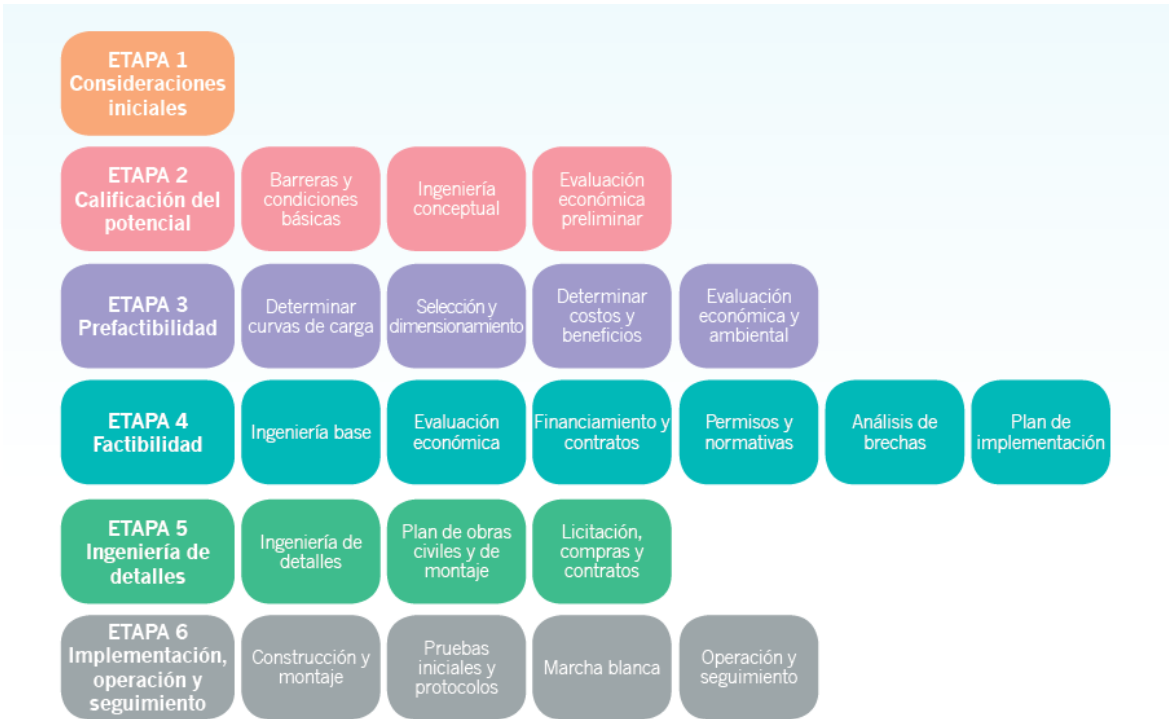 ETAPA 1
Consideraciones
iniciales
ETAPA 2
Calificación del
potencial
Barreras y
condiciones
básicas
Ingeniería
conceptual
Evaluación
económica
preliminar
ETAPA 3
Prefactibilidad
Determinar
curvas de carga
Selección y
dimensionamiento
Determinar
costos y
beneficios
Evaluación
económica y
ambiental
ETAPA 4
Factibilidad
Ingeniería base
Evaluación
económica
Financiamiento y
contratos
Permisos y
normativas
Análisis de
brechas
Plan de
implementación
ETAPA 5
Ingeniería de
detalles
Ingeniería de
detalles
Plan de obras
civiles y de
montaje
Licitación,
compras y
contratos
ETAPA 6
Implementación,
operación y
seguimiento
Construcción y
montaje
Pruebas
iniciales y
protocolos
Marcha blanca
Operación y
seguimiento